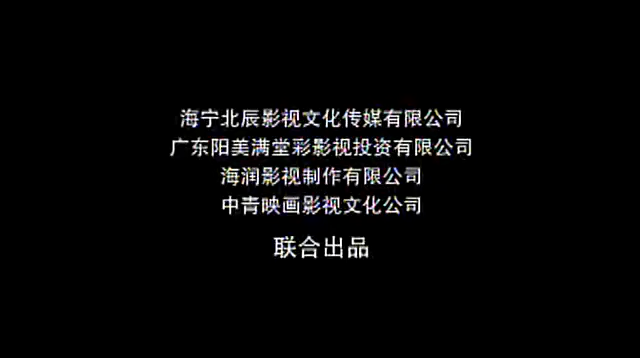 海宁北辰影视文化传媒有限公司
广东阳美满堂彩影视投资有限公司
海润影视制作有限公司
中青映画影视文化公司
联合出品